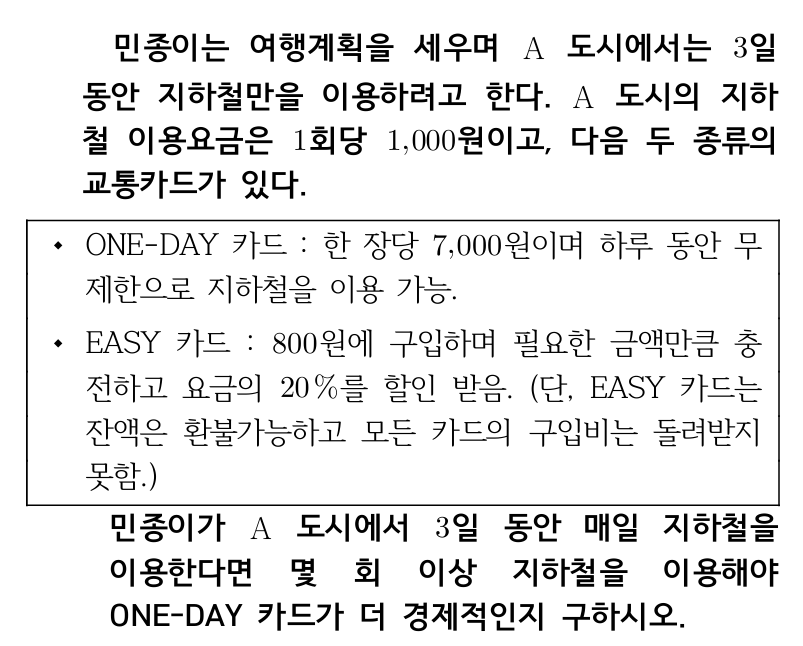 민종이는 여행계획을 세우며 A 도시에서는 3일
동안 지하철만을 이용하려고 한다. A 도시의 지하
철 이용요금은 1회당 1,000원이고, 다음 두 종류의
교통카드가 있다.
• ONE-DAY 카드 : 한 장당 7,000원이며 하루 동안 무
제한으로 지하철을 이용 가능.
• EASY 카드 : 800원에 구입하며 필요한 금액만큼 충
전하고 요금의 20%를 할인 받음. (단, EASY 카드는
잔액은 환불가능하고 모든 카드의 구입비는 돌려받지
못함.)
민종이가 A 도시에서 3일 동안 매일 지하철을
이용한다면 몇 회 이상 지하철을 이용해야
ONE-DAY 카드가 더 경제적인지 구하시오.